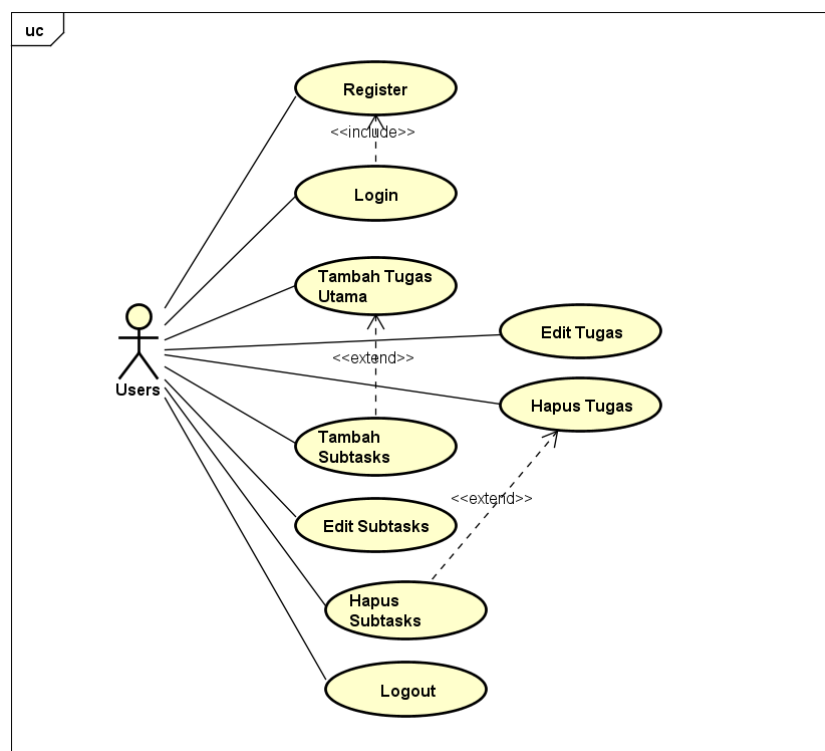 uc
Register
<<include>>
Login
Tambah Tugas
Utama
Edit Tugas
<<extend>>
Users
Hapus Tugas
Tambah
Subtasks
<<extend>>
Edit Subtasks
Hapus
Subtasks
Logout